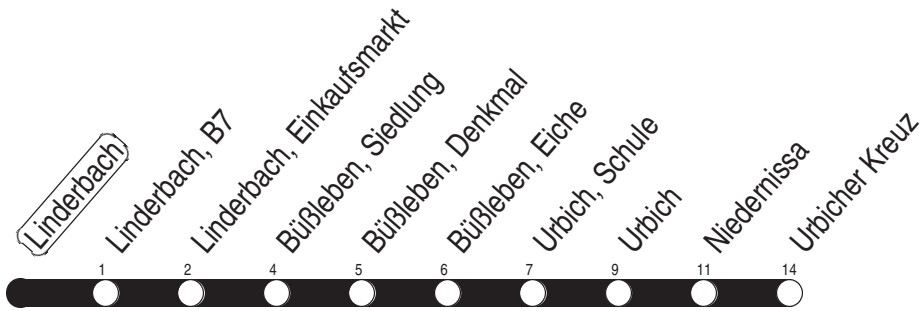 Linderbach
Linderbach, B7
Linderbach, Einkaufsmarkt
Büßleben, Siedlung
Büßleben, Denkmal
Büßleben, Eiche
Urbich, Schule
Urbich
Niedernissa
Urbicher Kreuz
1 2 4 5 6 7 9 11 14